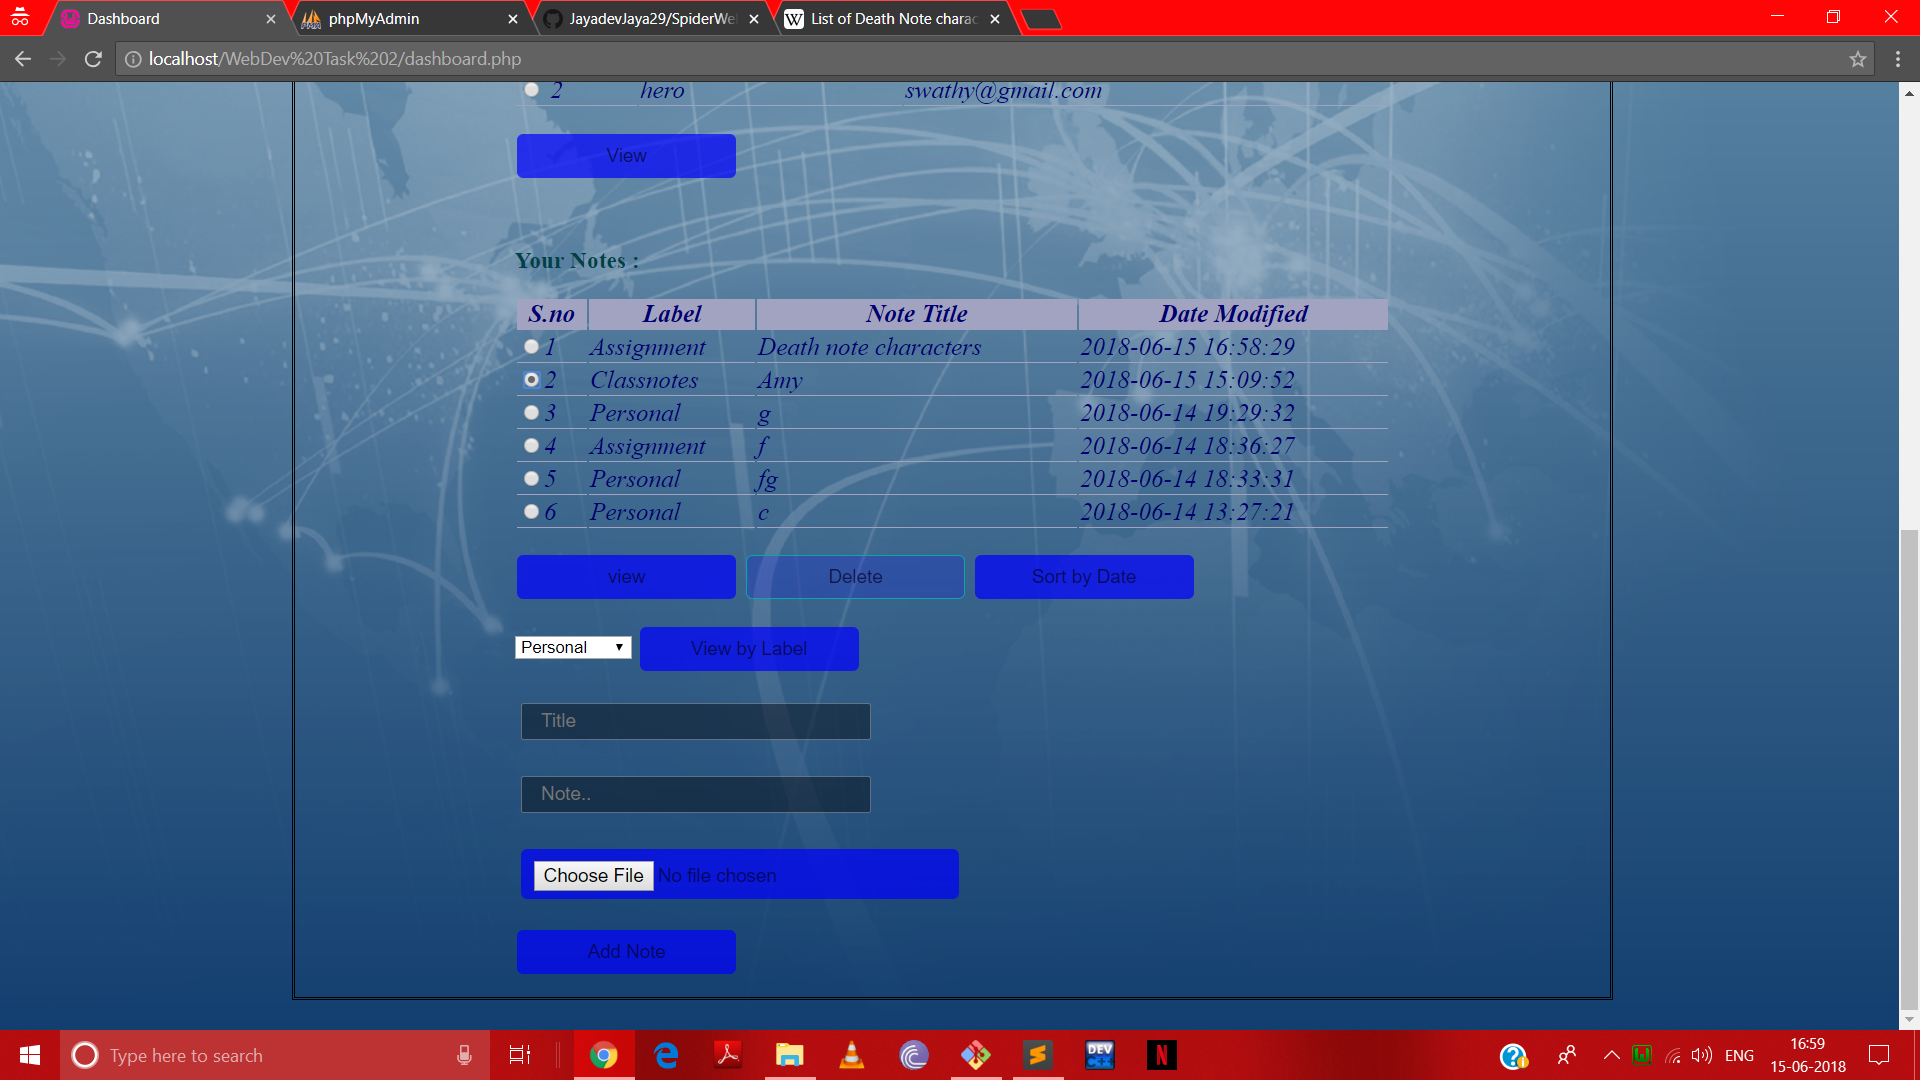 Dashboard
phpMyAdmin
JayadevJaya29/SpiderWe
List of Death Note charac
localhost/WebDev%20Task%202/dashboard.php
2 hero swathy@gmail.com
View
Your Notes :
S.no Label Note Title Date Modified
1 Assignment Death note characters 2018-06-15 16:58:29
2 Classnotes Amy 2018-06-15 15:09:52
3 Personal g 2018-06-14 19:29:32
4 Assignment f 2018-06-14 18:36:27
5 Personal fg 2018-06-14 18:33:31
6 Personal c 2018-06-14 13:27:21
view Delete Sort by Date
Personal View by Label
Title
Note..
Choose File No file chosen
Add Note
Type here to search
DEV C++
N
ENG
16:59
15-06-2018